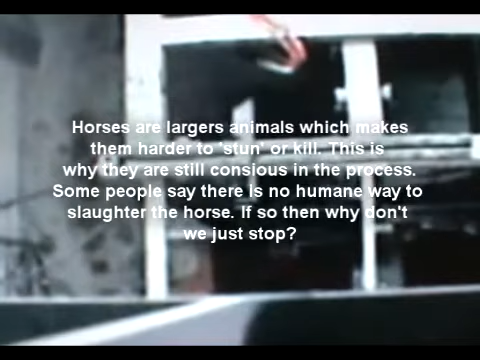 Horses are largers animals which makes
them harder to 'stun' or kill. This is
why they are still consious in the process.
Some people say there is no humane way to
slaughter the horse. If so then why don't
we just stop?